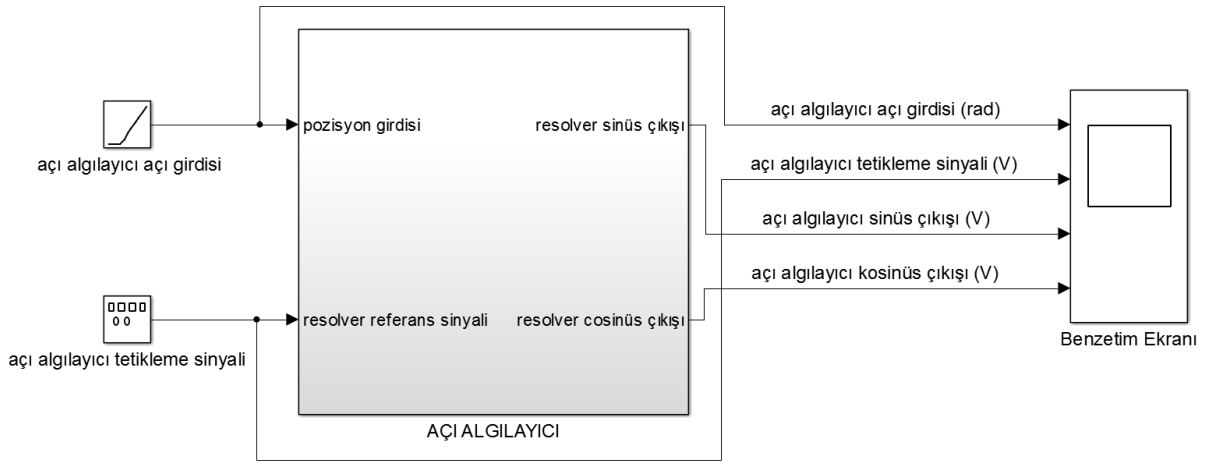 açı algılayıcı açı girdisi
açı algılayıcı tetikleme sinyali
pozisyon girdisi
resolver referans sinyali
resolver sinüs çıkışı
resolver cosinüs çıkışı
AÇI ALGILAYICI
açı algılayıcı açı girdisi (rad)
açı algılayıcı tetikleme sinyali (V)
açı algılayıcı sinüs çıkışı (V)
açı algılayıcı kosinüs çıkışı (V)
Benzetim Ekranı